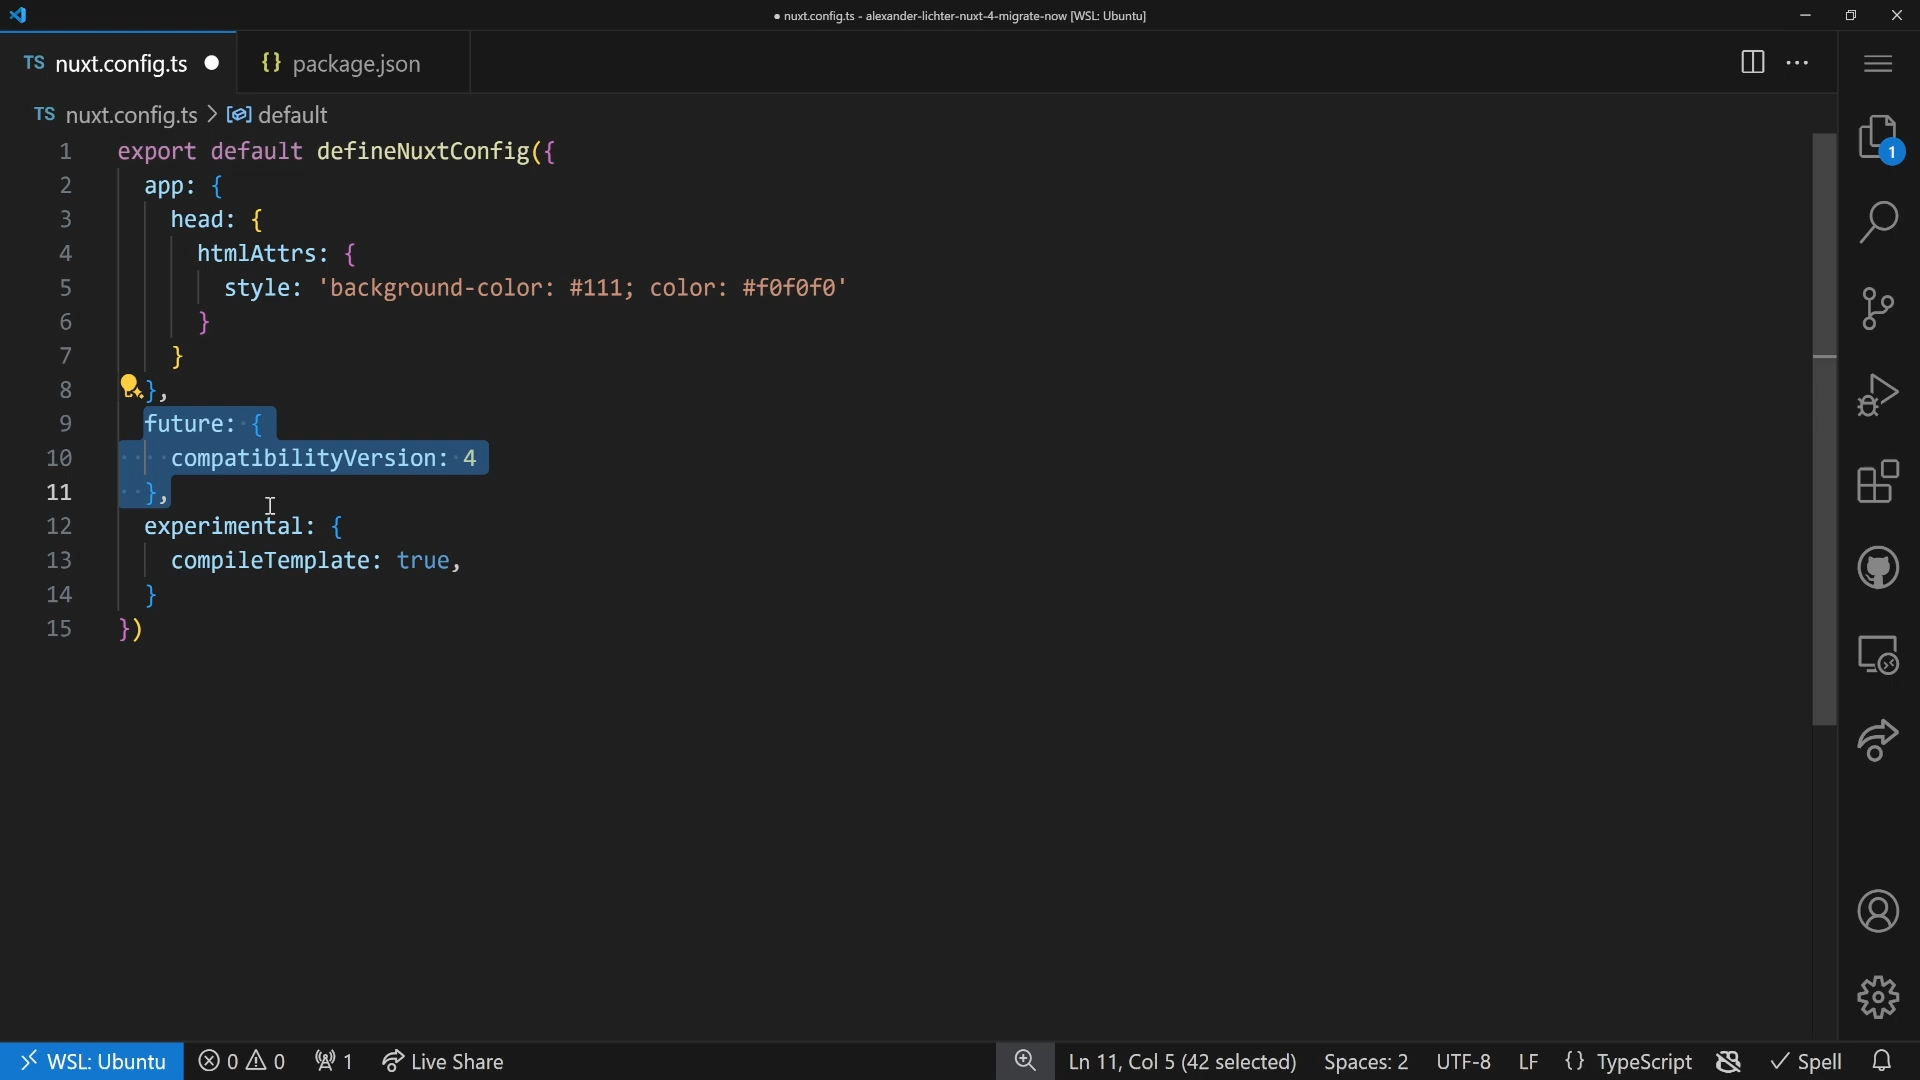 ● nuxt.config.ts - alexander-lichter-nuxt-4-migrate-now [WSL: Ubuntu]
TS nuxt.config.ts ● {} package.json
TS nuxt.config.ts > default
1 export default defineNuxtConfig({
2   app: {
3     head: {
4       htmlAttrs: {
5         style: 'background-color: #111; color: #f0f0f0'
6       }
7     }
8   },
9   future: {
10     compatibilityVersion: 4
11   },
12   experimental: {
13     compileTemplate: true,
14   }
15 })
1
WSL: Ubuntu 0 0 1 Live Share Ln 11, Col 5 (42 selected) Spaces: 2 UTF-8 LF {} TypeScript Spell